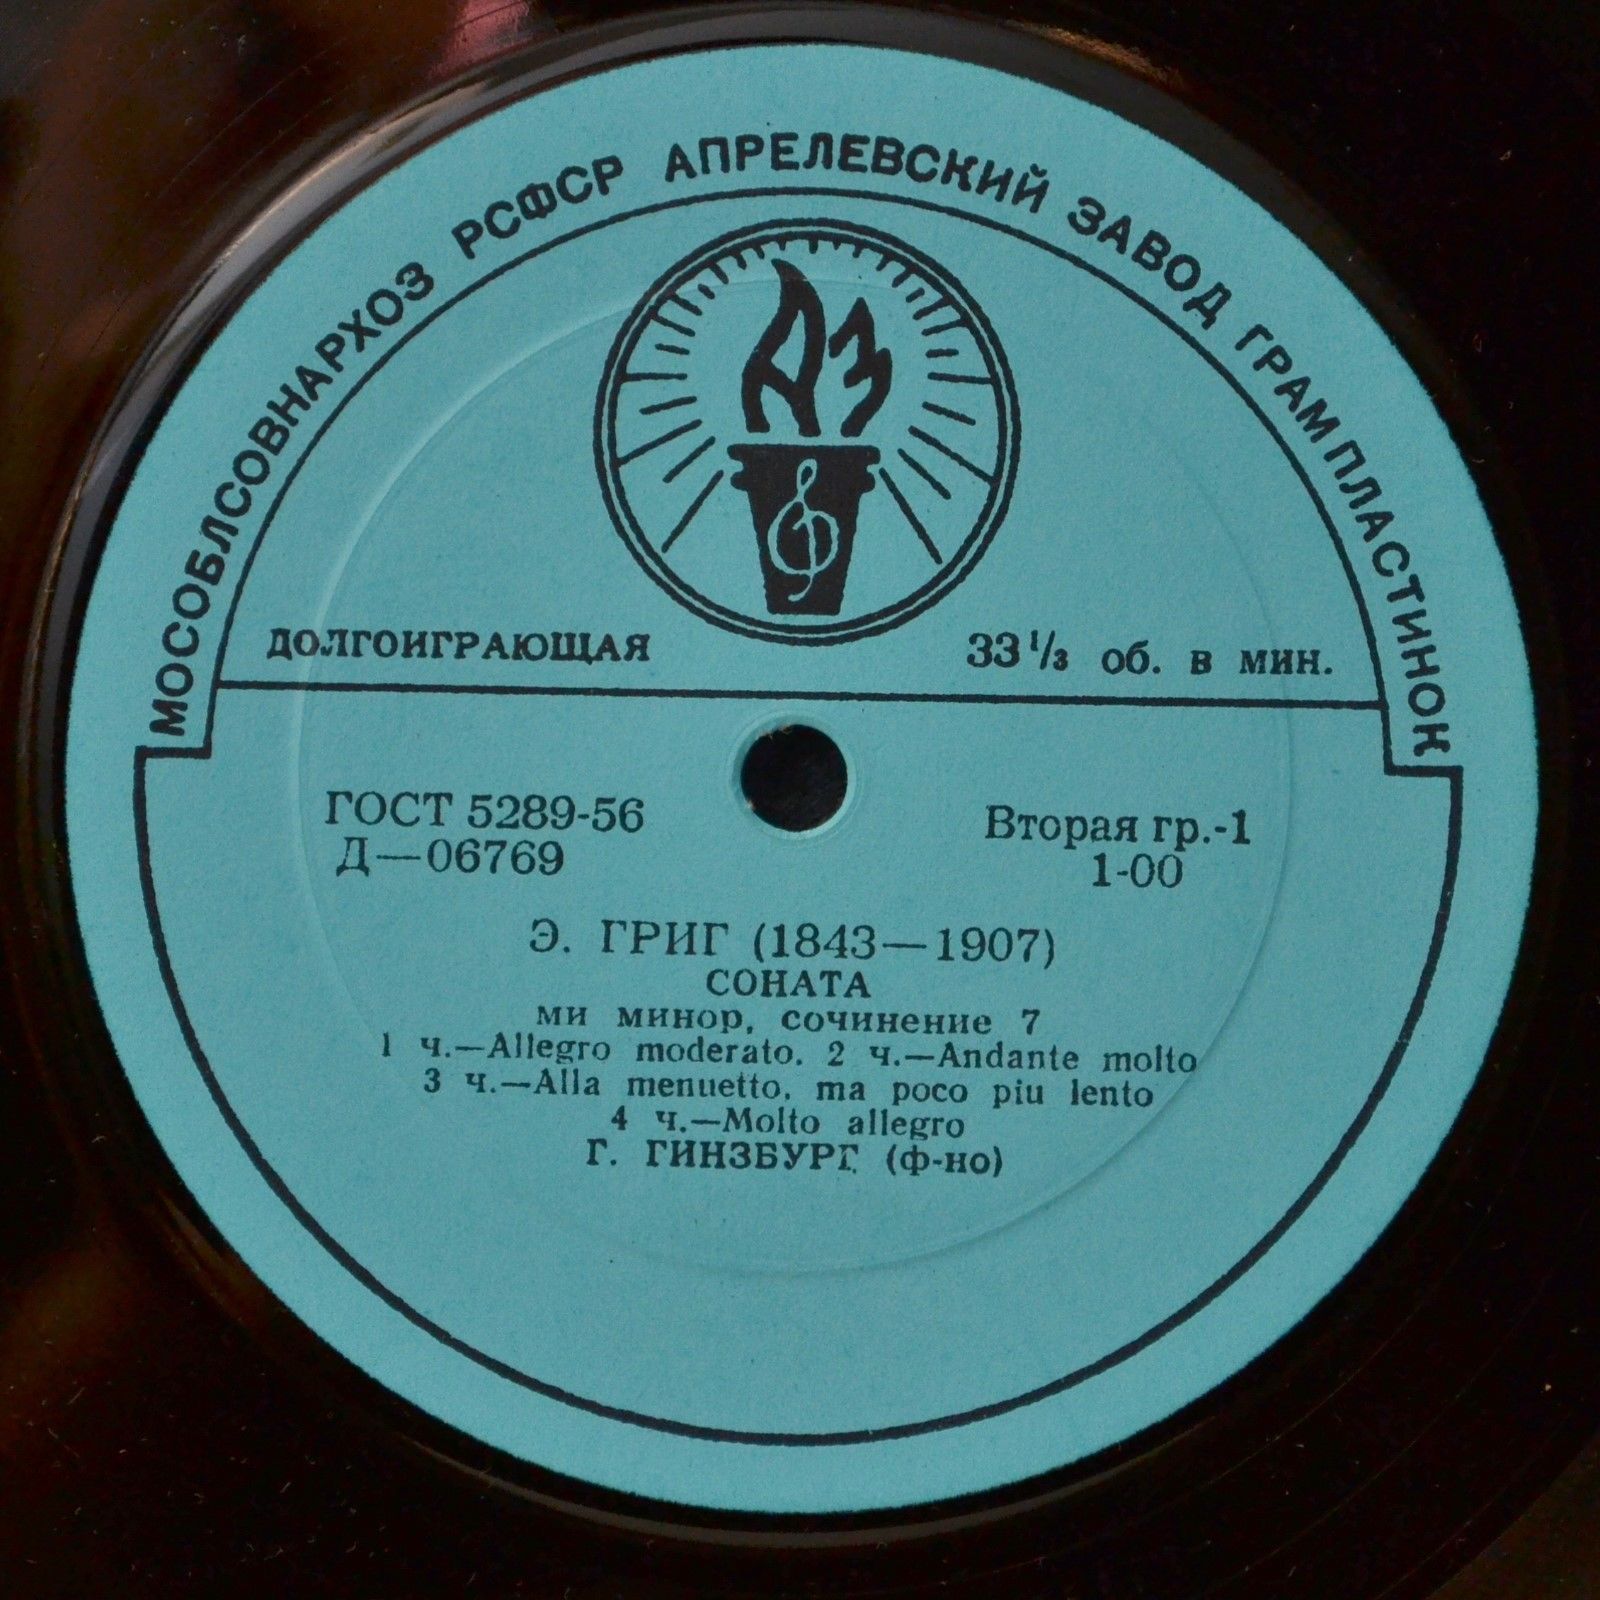 МОСОБЛСОВНАРХОЗ РСФСР АПРЕЛЕВСКИЙ ЗАВОД ГРАМПЛАСТИНОК
АЗ
ДОЛГОИГРАЮЩАЯ 33 1/3 об. в мин.
ГОСТ 5289-56 Вторая гр.-1
Д—06769 1-00
Э. ГРИГ (1843—1907)
СОНАТА
ми минор, сочинение 7
1 ч.—Allegro moderato. 2 ч.—Andante molto
3 ч.—Alla menuetto, ma poco piu lento
4 ч.—Molto allegro
Г. ГИНЗБУРГ (ф-но)